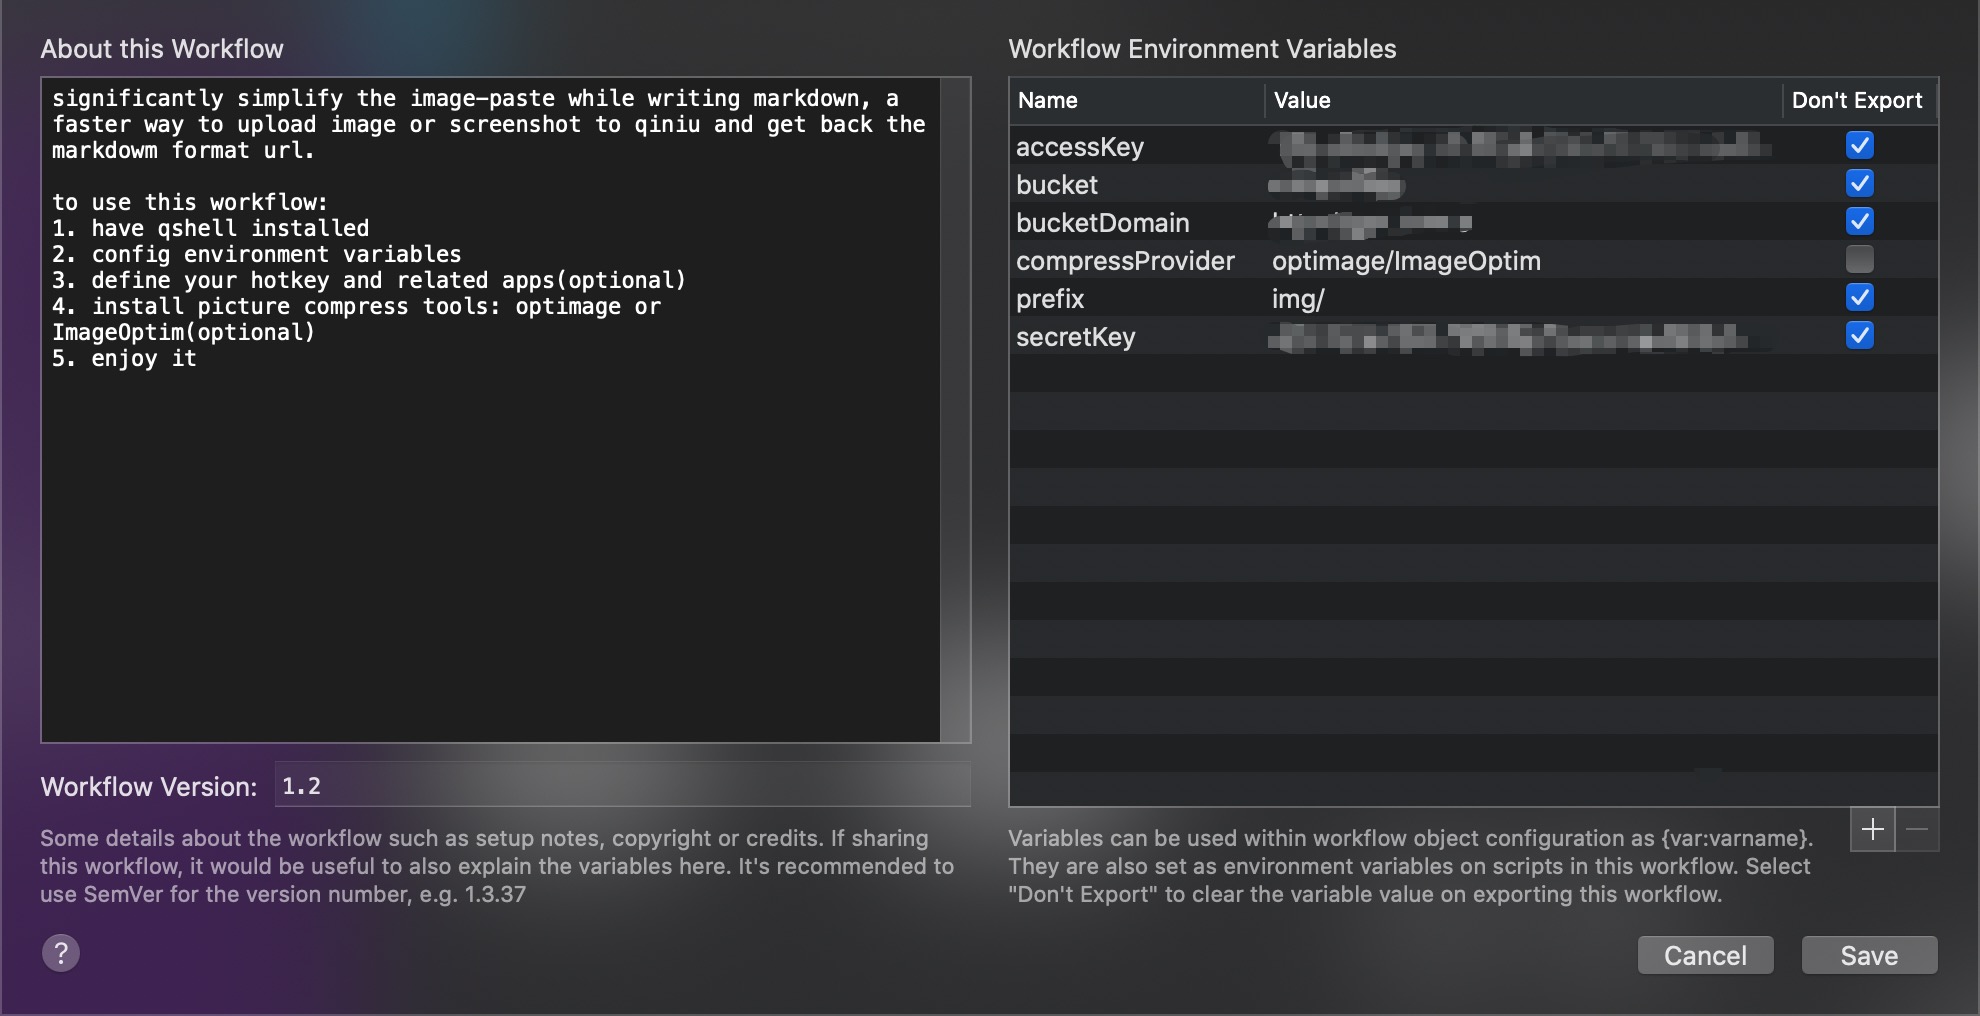 About this Workflow
significantly simplify the image-paste while writing markdown, a
faster way to upload image or screenshot to qiniu and get back the
markdowm format url.
to use this workflow:
1. have qshell installed
2. config environment variables
3. define your hotkey and related apps(optional)
4. install picture compress tools: optimage or
ImageOptim(optional)
5. enjoy it
Workflow Version: 1.2
Some details about the workflow such as setup notes, copyright or credits. If sharing
this workflow, it would be useful to also explain the variables here. It's recommended to
use SemVer for the version number, e.g. 1.3.37
?
Workflow Environment Variables
Name Value Don't Export
accessKey
bucket
bucketDomain
compressProvider optimage/ImageOptim
prefix img/
secretKey
Variables can be used within workflow object configuration as {var:varname}.
They are also set as environment variables on scripts in this workflow. Select
"Don't Export" to clear the variable value on exporting this workflow.
Cancel Save